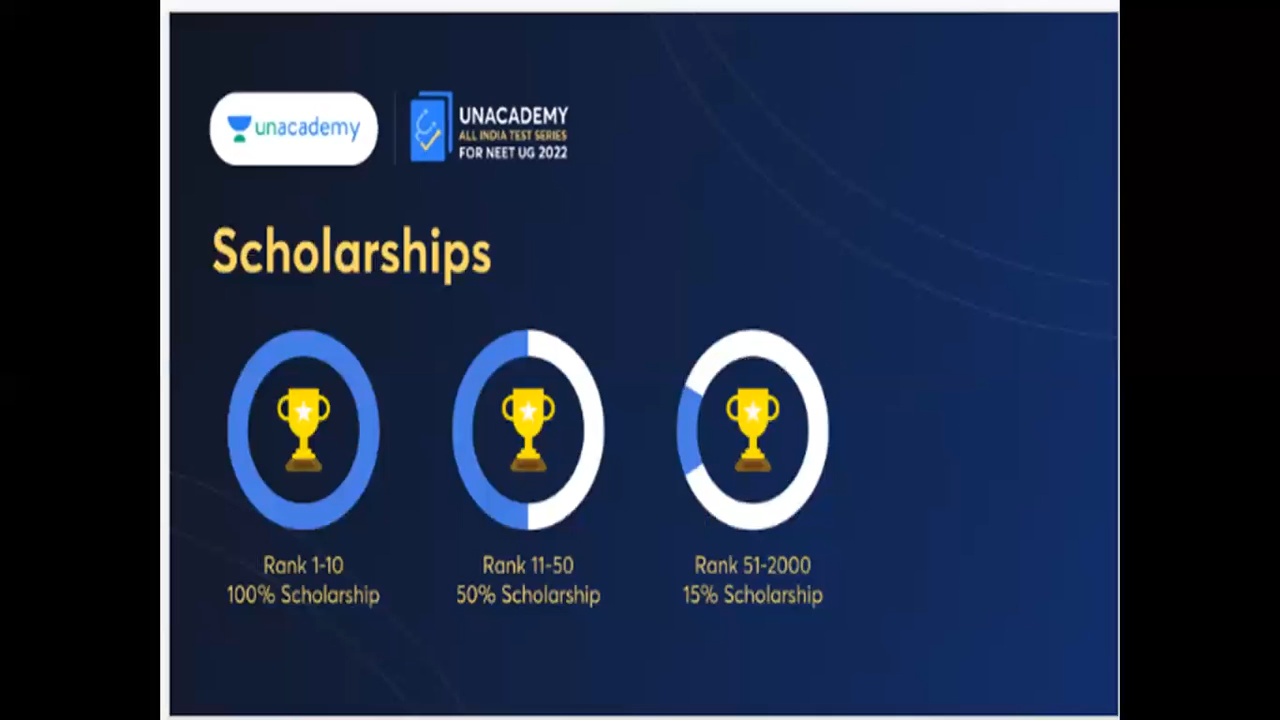 unacademy
UNACADEMY
ALL INDIA TEST SERIES
FOR NEET UG 2022
Scholarships
Rank 1-10
100% Scholarship
Rank 11-50
50% Scholarship
Rank 51-2000
15% Scholarship